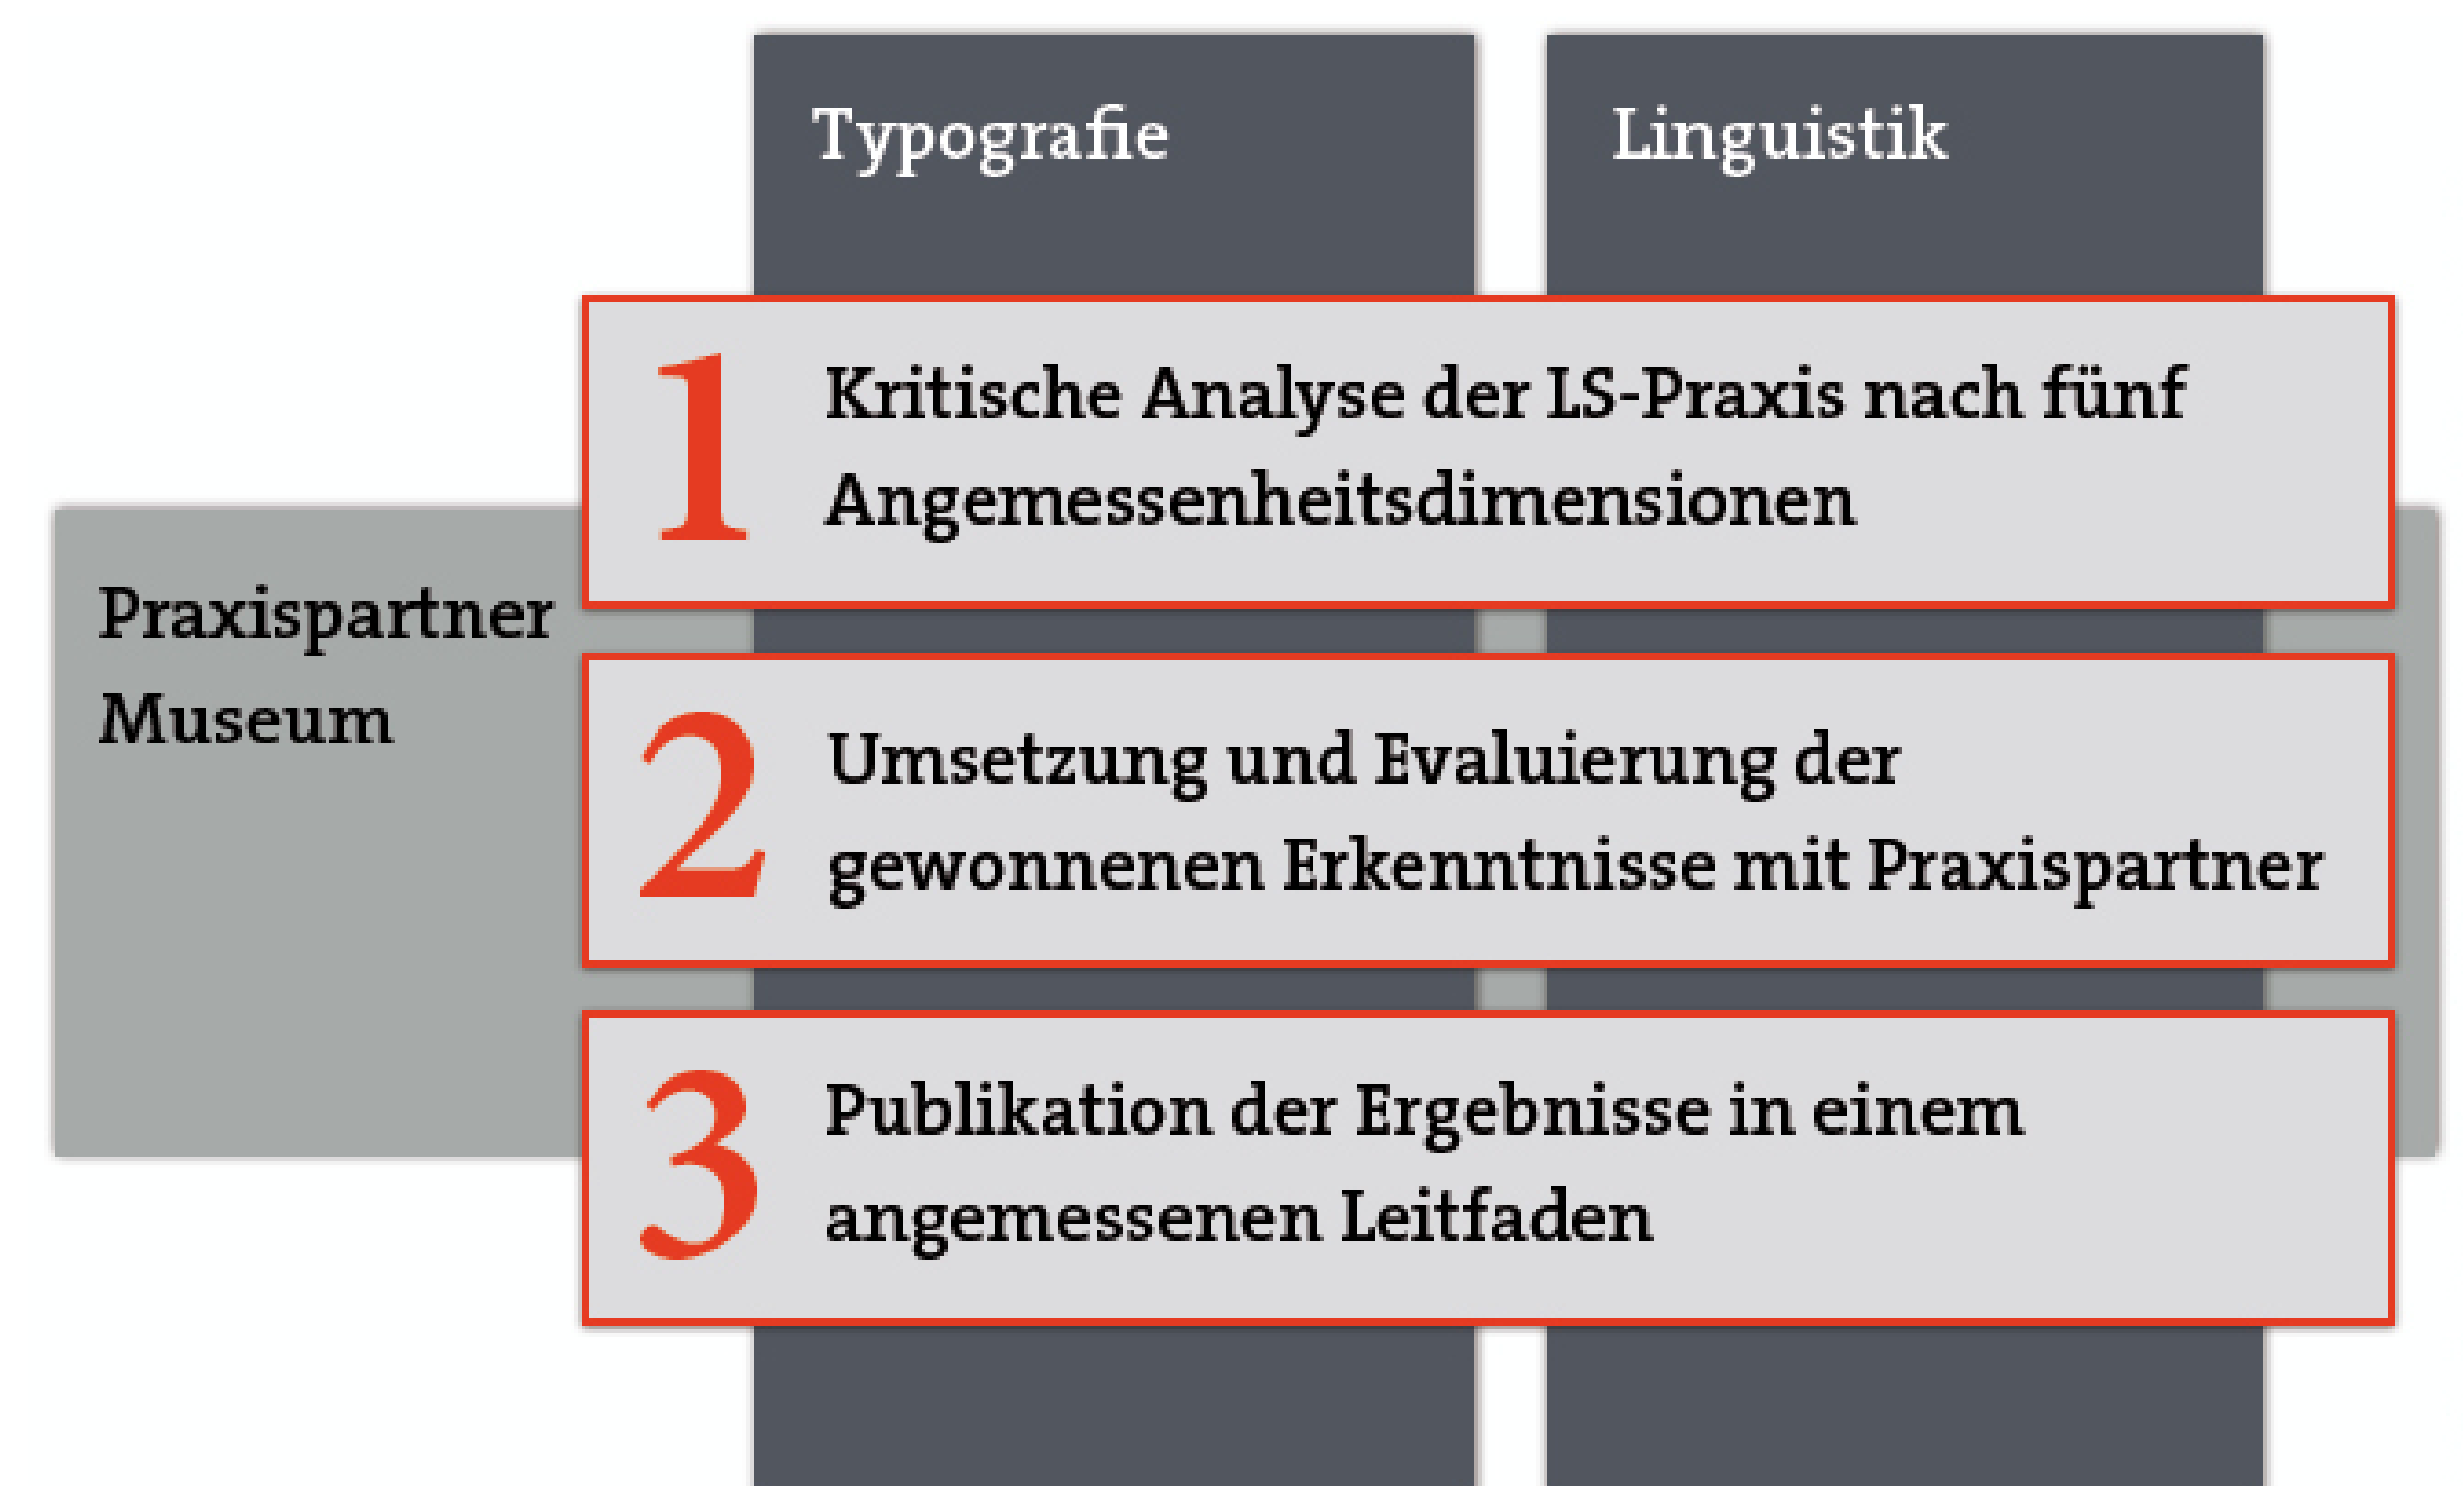 Typografie
Linguistik
1
Kritische Analyse der LS-Praxis nach fünf
Angemessenheitsdimensionen
Praxispartner
Museum
2
Umsetzung und Evaluierung der
gewonnenen Erkenntnisse mit Praxispartner
3
Publikation der Ergebnisse in einem
angemessenen Leitfaden